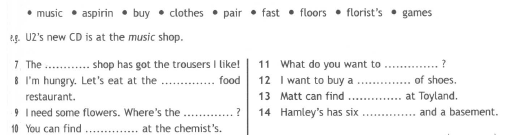 • music • aspirin • buy • clothes • pair • fast • floors • florist's • games
e.g. U2's new CD is at the music shop.
7 The ............ shop has got the trousers I like!
8 I'm hungry. Let's eat at the .............. food
restaurant.
9 I need some flowers. Where's the ............ ?
10 You can find ............ at the chemist's.
11 What do you want to .............. ?
12 I want to buy a .............. of shoes.
13 Matt can find .............. at Toyland.
14 Hamley's has six ............. and a basement.